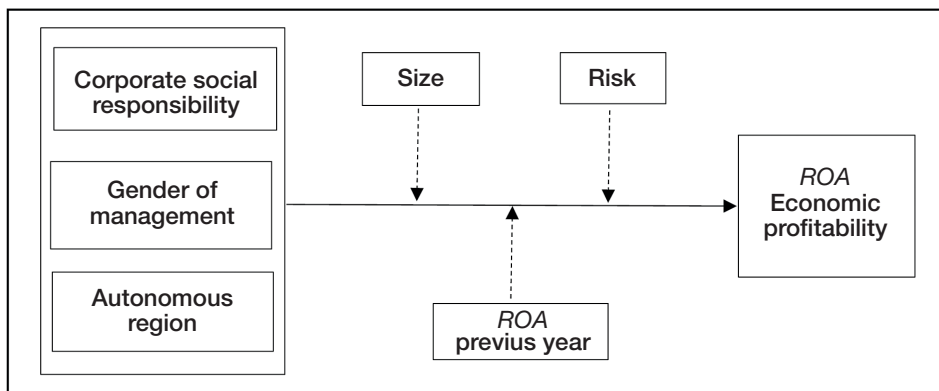 Corporate social
responsibility
Gender of
management
Autonomous
region
Size
Risk
ROA
previus year
ROA
Economic
profitability